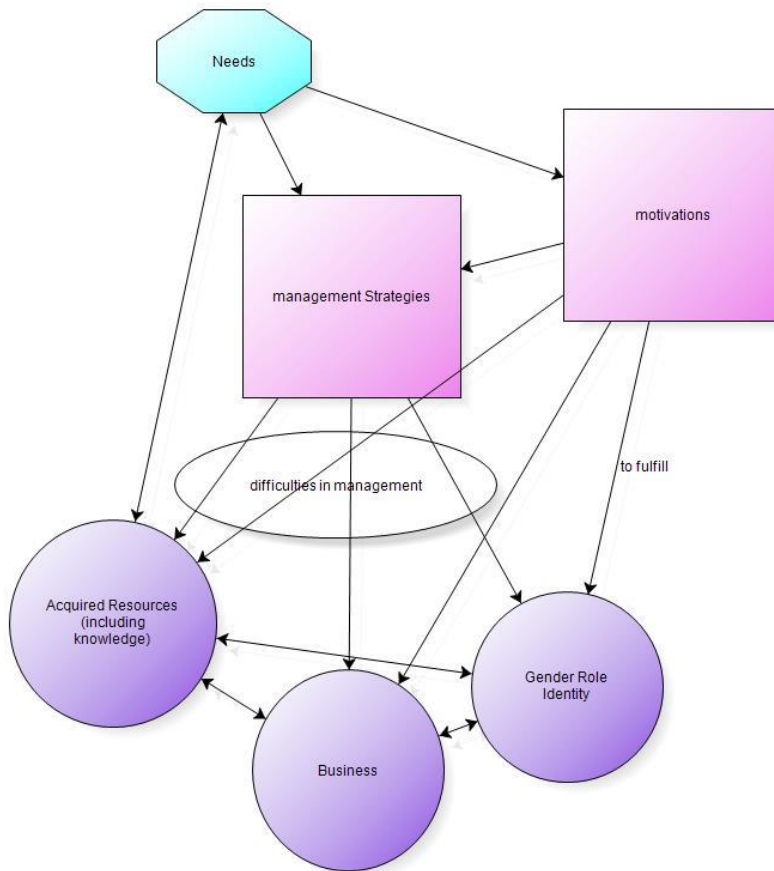 Needs
motivations
management Strategies
to fulfill
difficulties in management
Acquired Resources
(including
knowledge)
Gender Role
Identity
Business